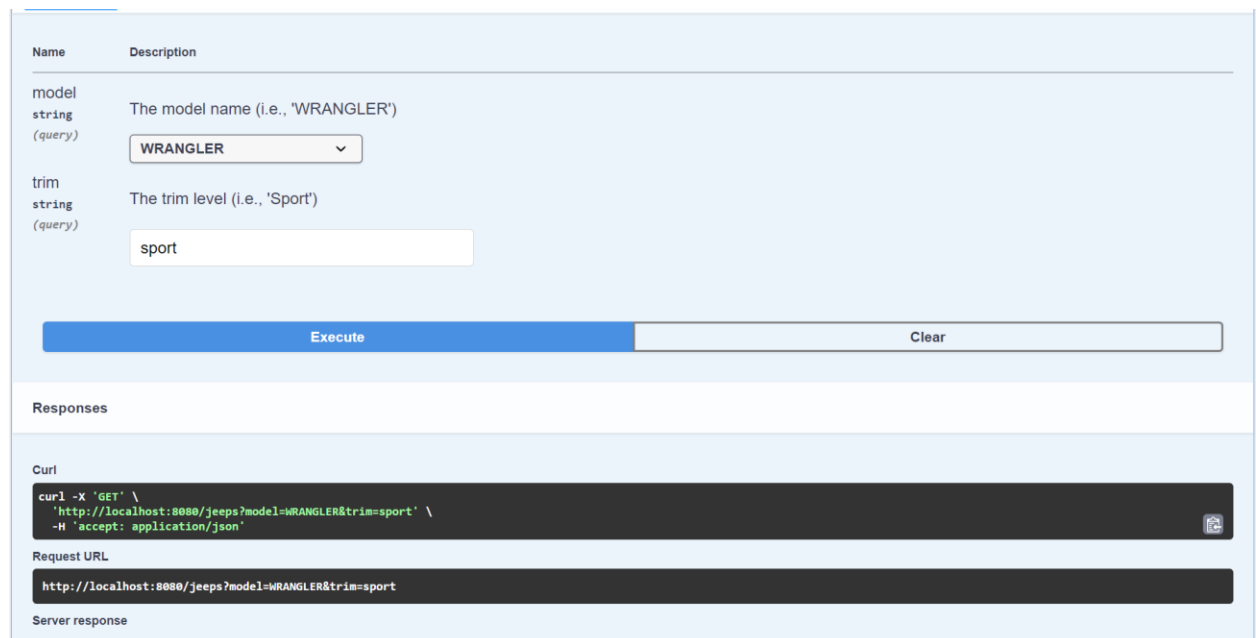 Name Description
model
string
(query)
The model name (i.e., 'WRANGLER')
WRANGLER
trim
string
(query)
The trim level (i.e., 'Sport')
sport
Execute Clear
Responses
Curl
curl -X 'GET' \
'http://localhost:8080/jeeps?model=WRANGLER&trim=sport' \
-H 'accept: application/json'
Request URL
http://localhost:8080/jeeps?model=WRANGLER&trim=sport
Server response